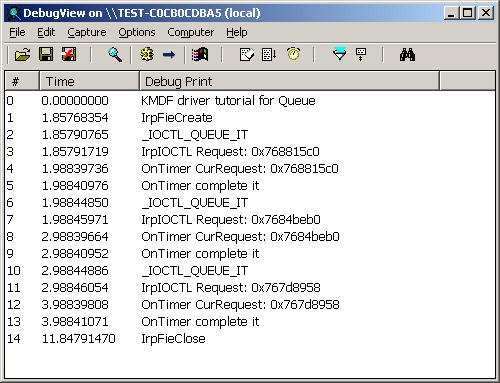 DebugView on \\TEST-C0CB0CDBA5 (local)
File Edit Capture Options Computer Help
# Time Debug Print
0 0.00000000 KMDF driver tutorial for Queue
1 1.85768354 IrpFieCreate
2 1.85790765 _IOCTL_QUEUE_IT
3 1.85791719 IrpIOCTL Request: 0x768815c0
4 1.98839736 OnTimer CurRequest: 0x768815c0
5 1.98840976 OnTimer complete it
6 1.98844850 _IOCTL_QUEUE_IT
7 1.98845971 IrpIOCTL Request: 0x7684beb0
8 2.98839664 OnTimer CurRequest: 0x7684beb0
9 2.98840952 OnTimer complete it
10 2.98844886 _IOCTL_QUEUE_IT
11 2.98846054 IrpIOCTL Request: 0x767d8958
12 3.98839808 OnTimer CurRequest: 0x767d8958
13 3.98841071 OnTimer complete it
14 11.84791470 IrpFieClose